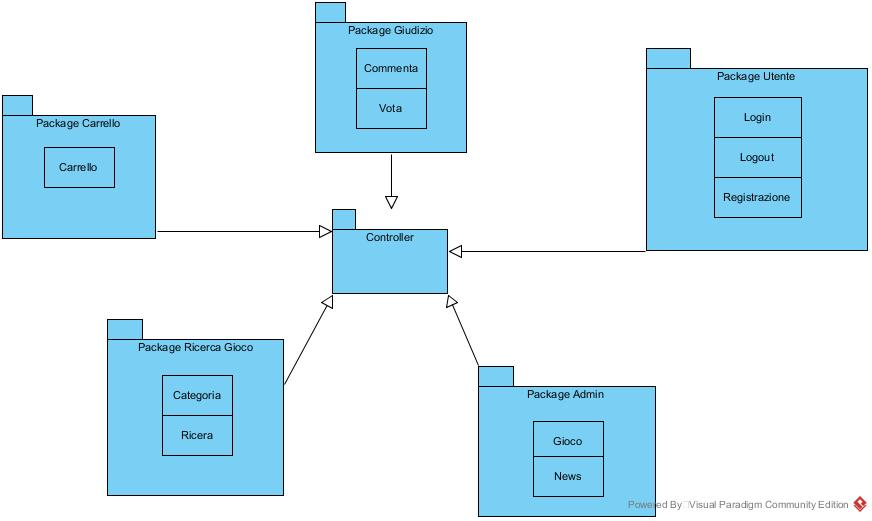 Package Giudizio
Commenta
Vota
Package Utente
Login
Logout
Registrazione
Package Carrello
Carrello
Controller
Package Ricerca Gioco
Categoria
Ricera
Package Admin
Gioco
News
Powered By Visual Paradigm Community Edition